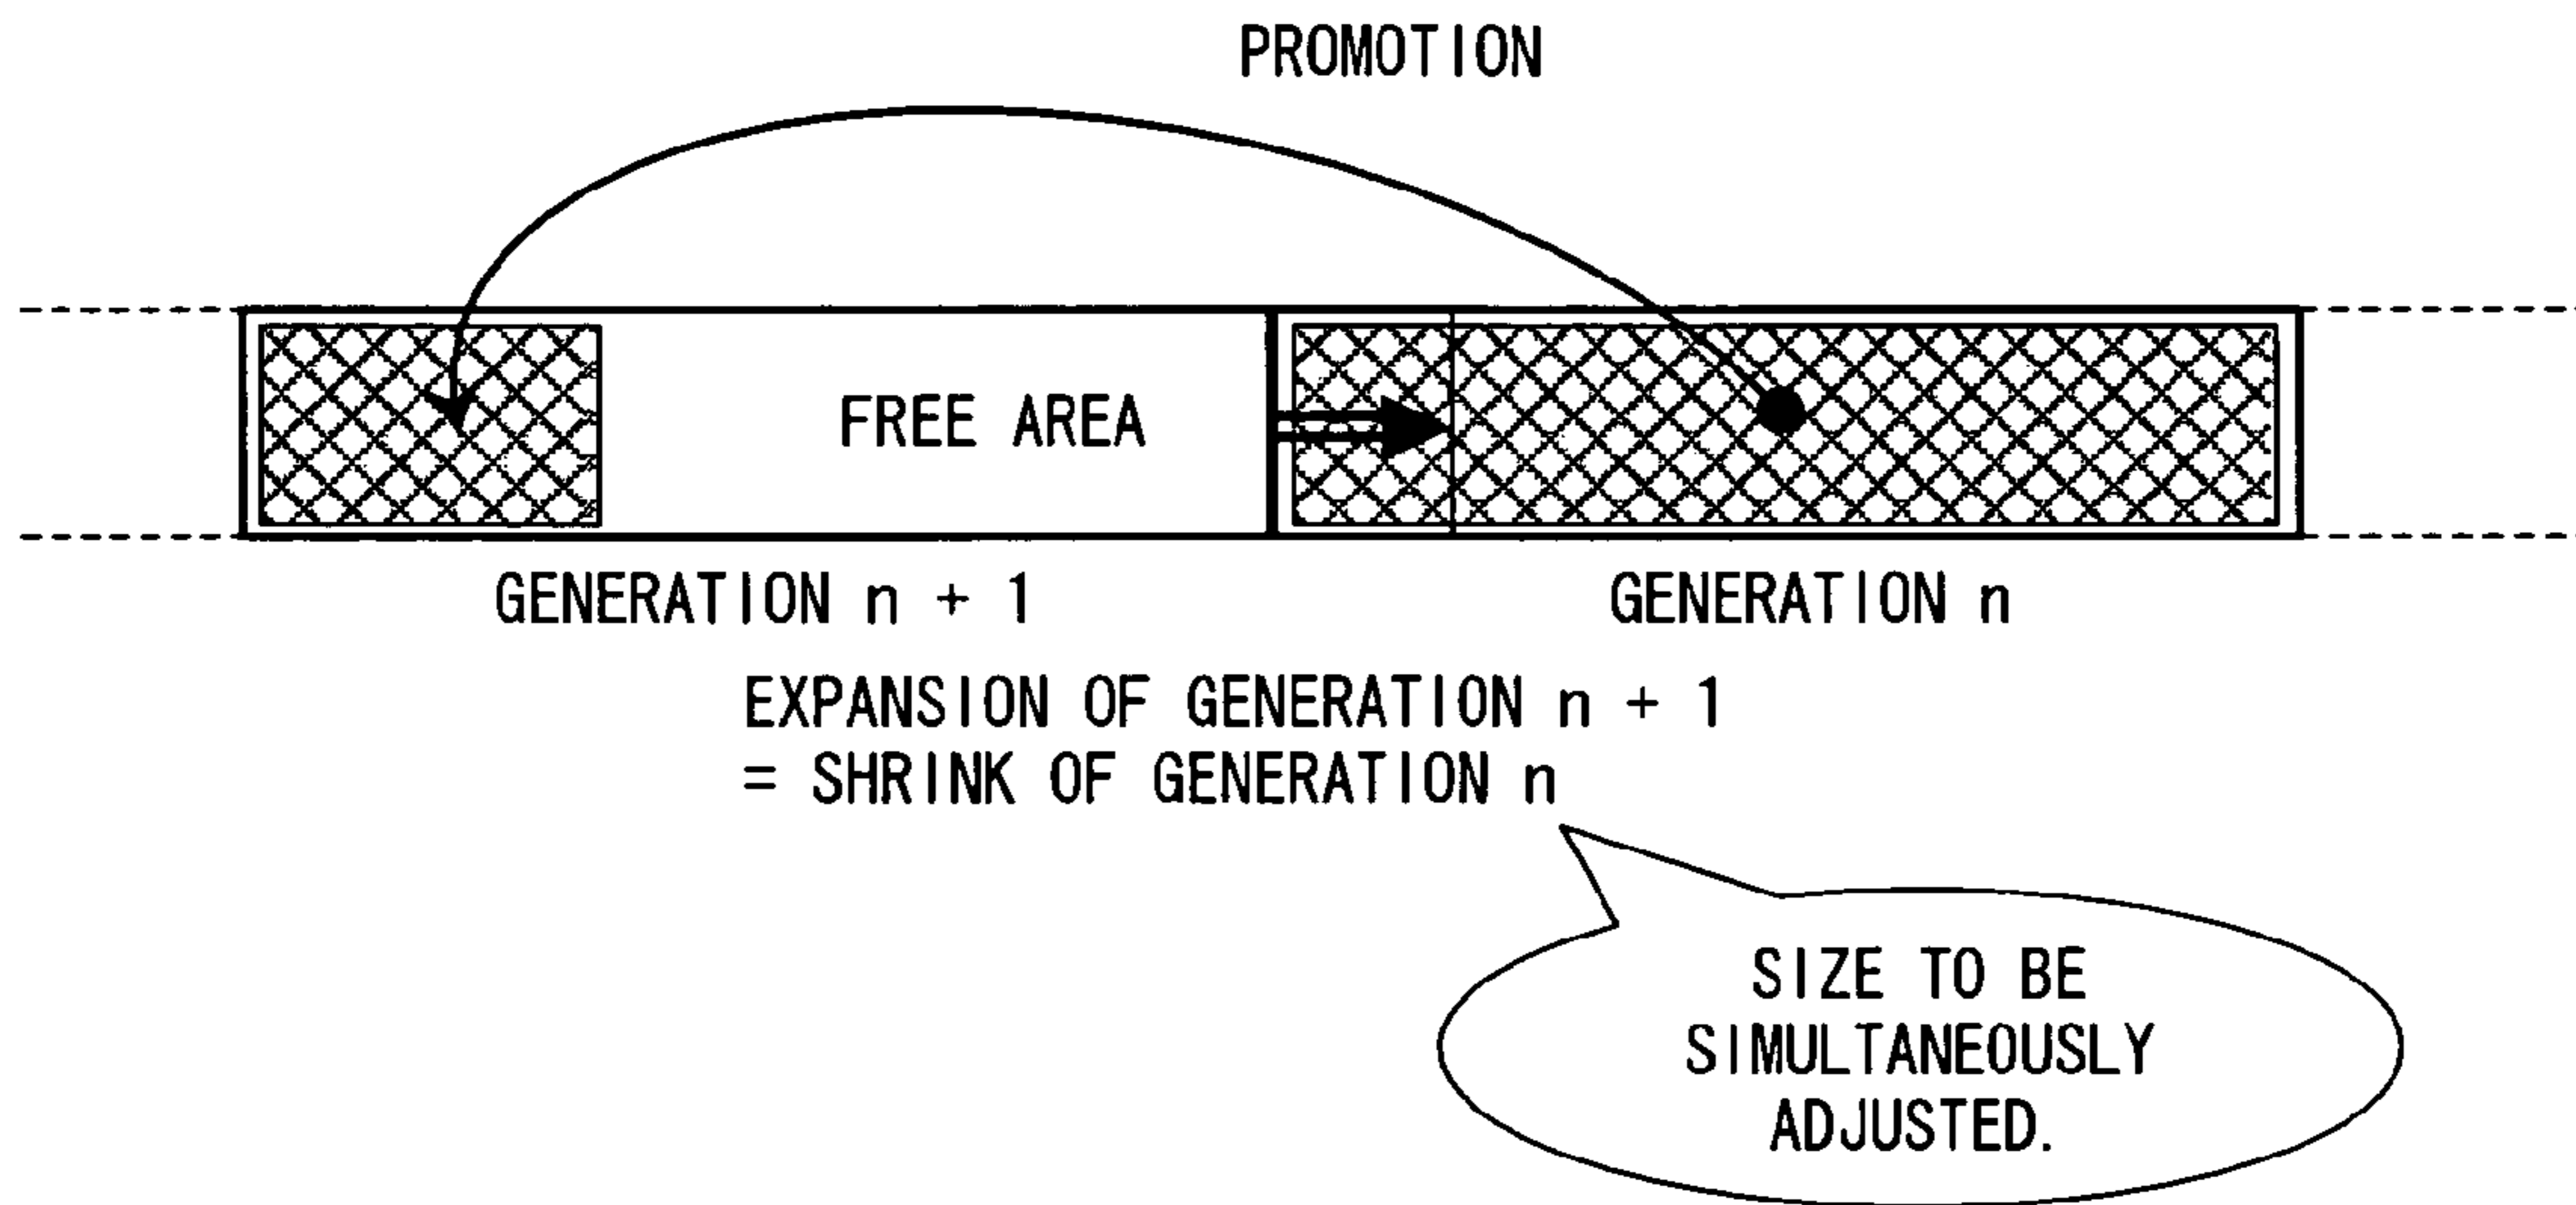 PROMOTION
FREE AREA
GENERATION n + 1
GENERATION n
EXPANSION OF GENERATION n + 1
= SHRINK OF GENERATION n
SIZE TO BE
SIMULTANEOUSLY
ADJUSTED.